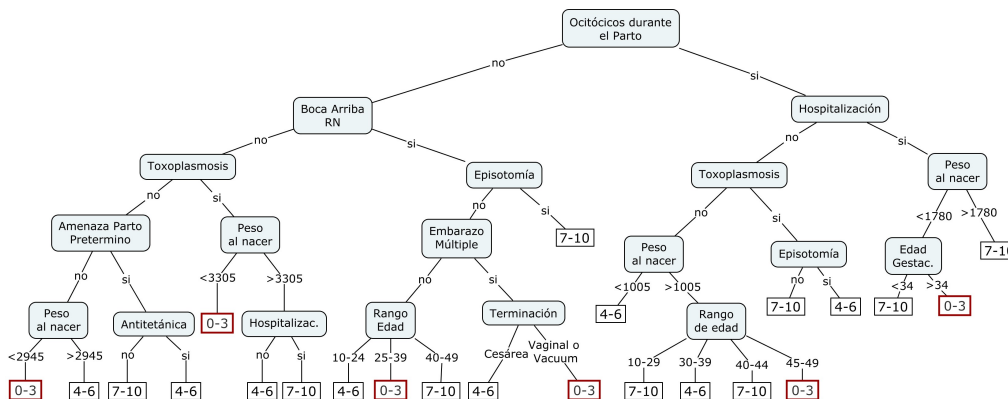 Ocitócicos durante
el Parto
no
si
Boca Arriba
RN
Hospitalización
no
si
no
si
Toxoplasmosis
Episotomía
Toxoplasmosis
Peso
al nacer
no
si
no
si
no
si
<1780
>1780
Amenaza Parto
Pretermino
Peso
al nacer
Embarazo
Múltiple
7-10
Peso
al nacer
Episotomía
Edad
Gestac.
7-10
no
si
<3305
>3305
no
si
<1005
>1005
no
si
<34
>34
Peso
al nacer
Antitetánica
0-3
Hospitalizac.
Rango
Edad
Terminación
4-6
Rango
de edad
7-10
4-6
7-10
0-3
<2945
>2945
no
si
no
si
10-24
25-39
40-49
Cesárea
Vaginal o
Vacuum
10-29
30-39
40-44
45-49
0-3
4-6
7-10
4-6
4-6
7-10
4-6
0-3
7-10
4-6
0-3
7-10
4-6
7-10
0-3